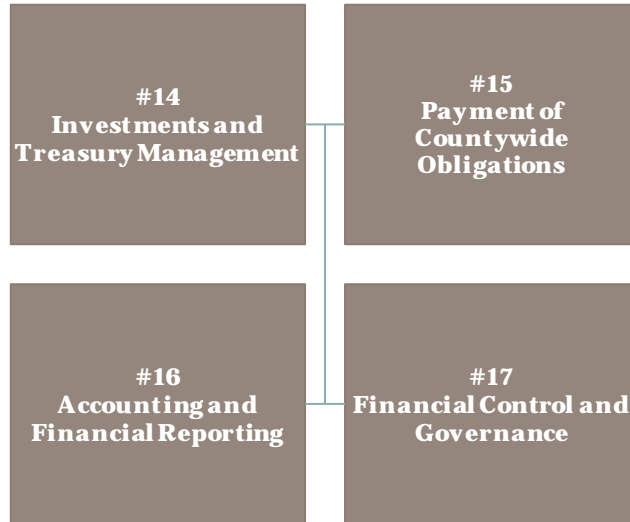 #14
Investments and
Treasury Management
#15
Payment of
Countywide
Obligations
#16
Accounting and
Financial Reporting
#17
Financial Control and
Governance